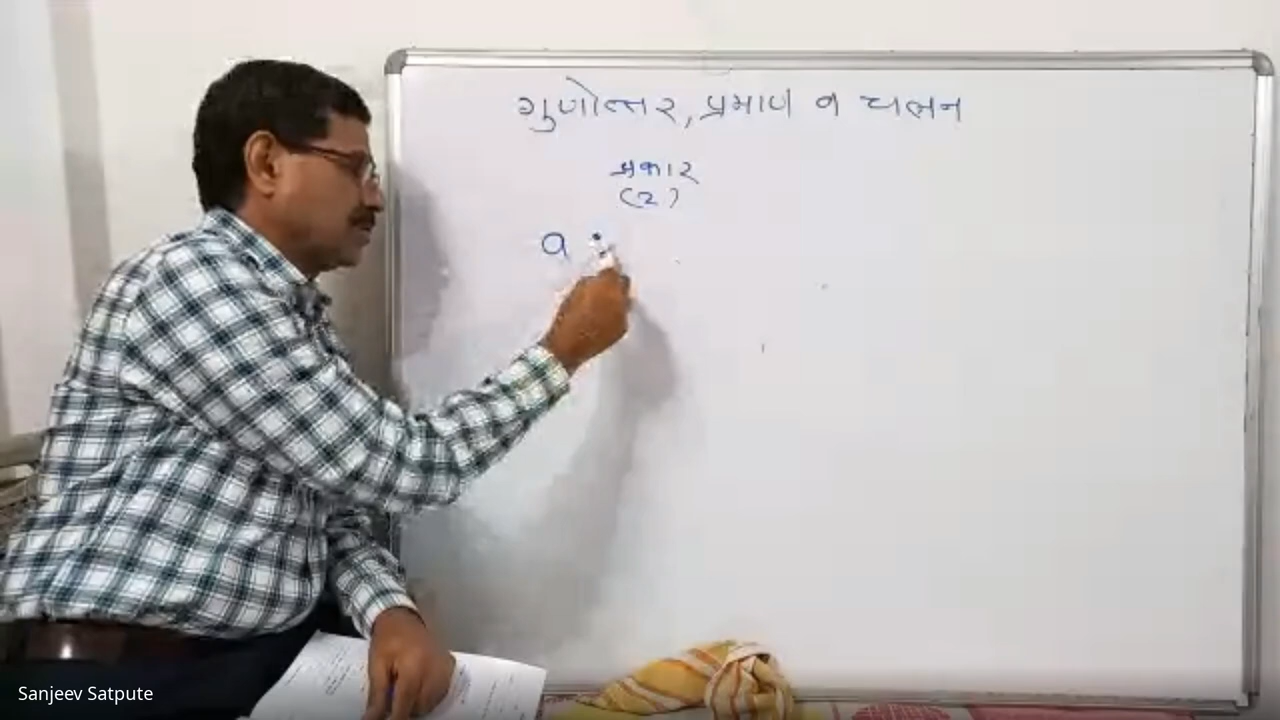 गुणोत्तर, प्रमाण व चलन
प्रकार
(2)
a :
Sanjeev Satpute